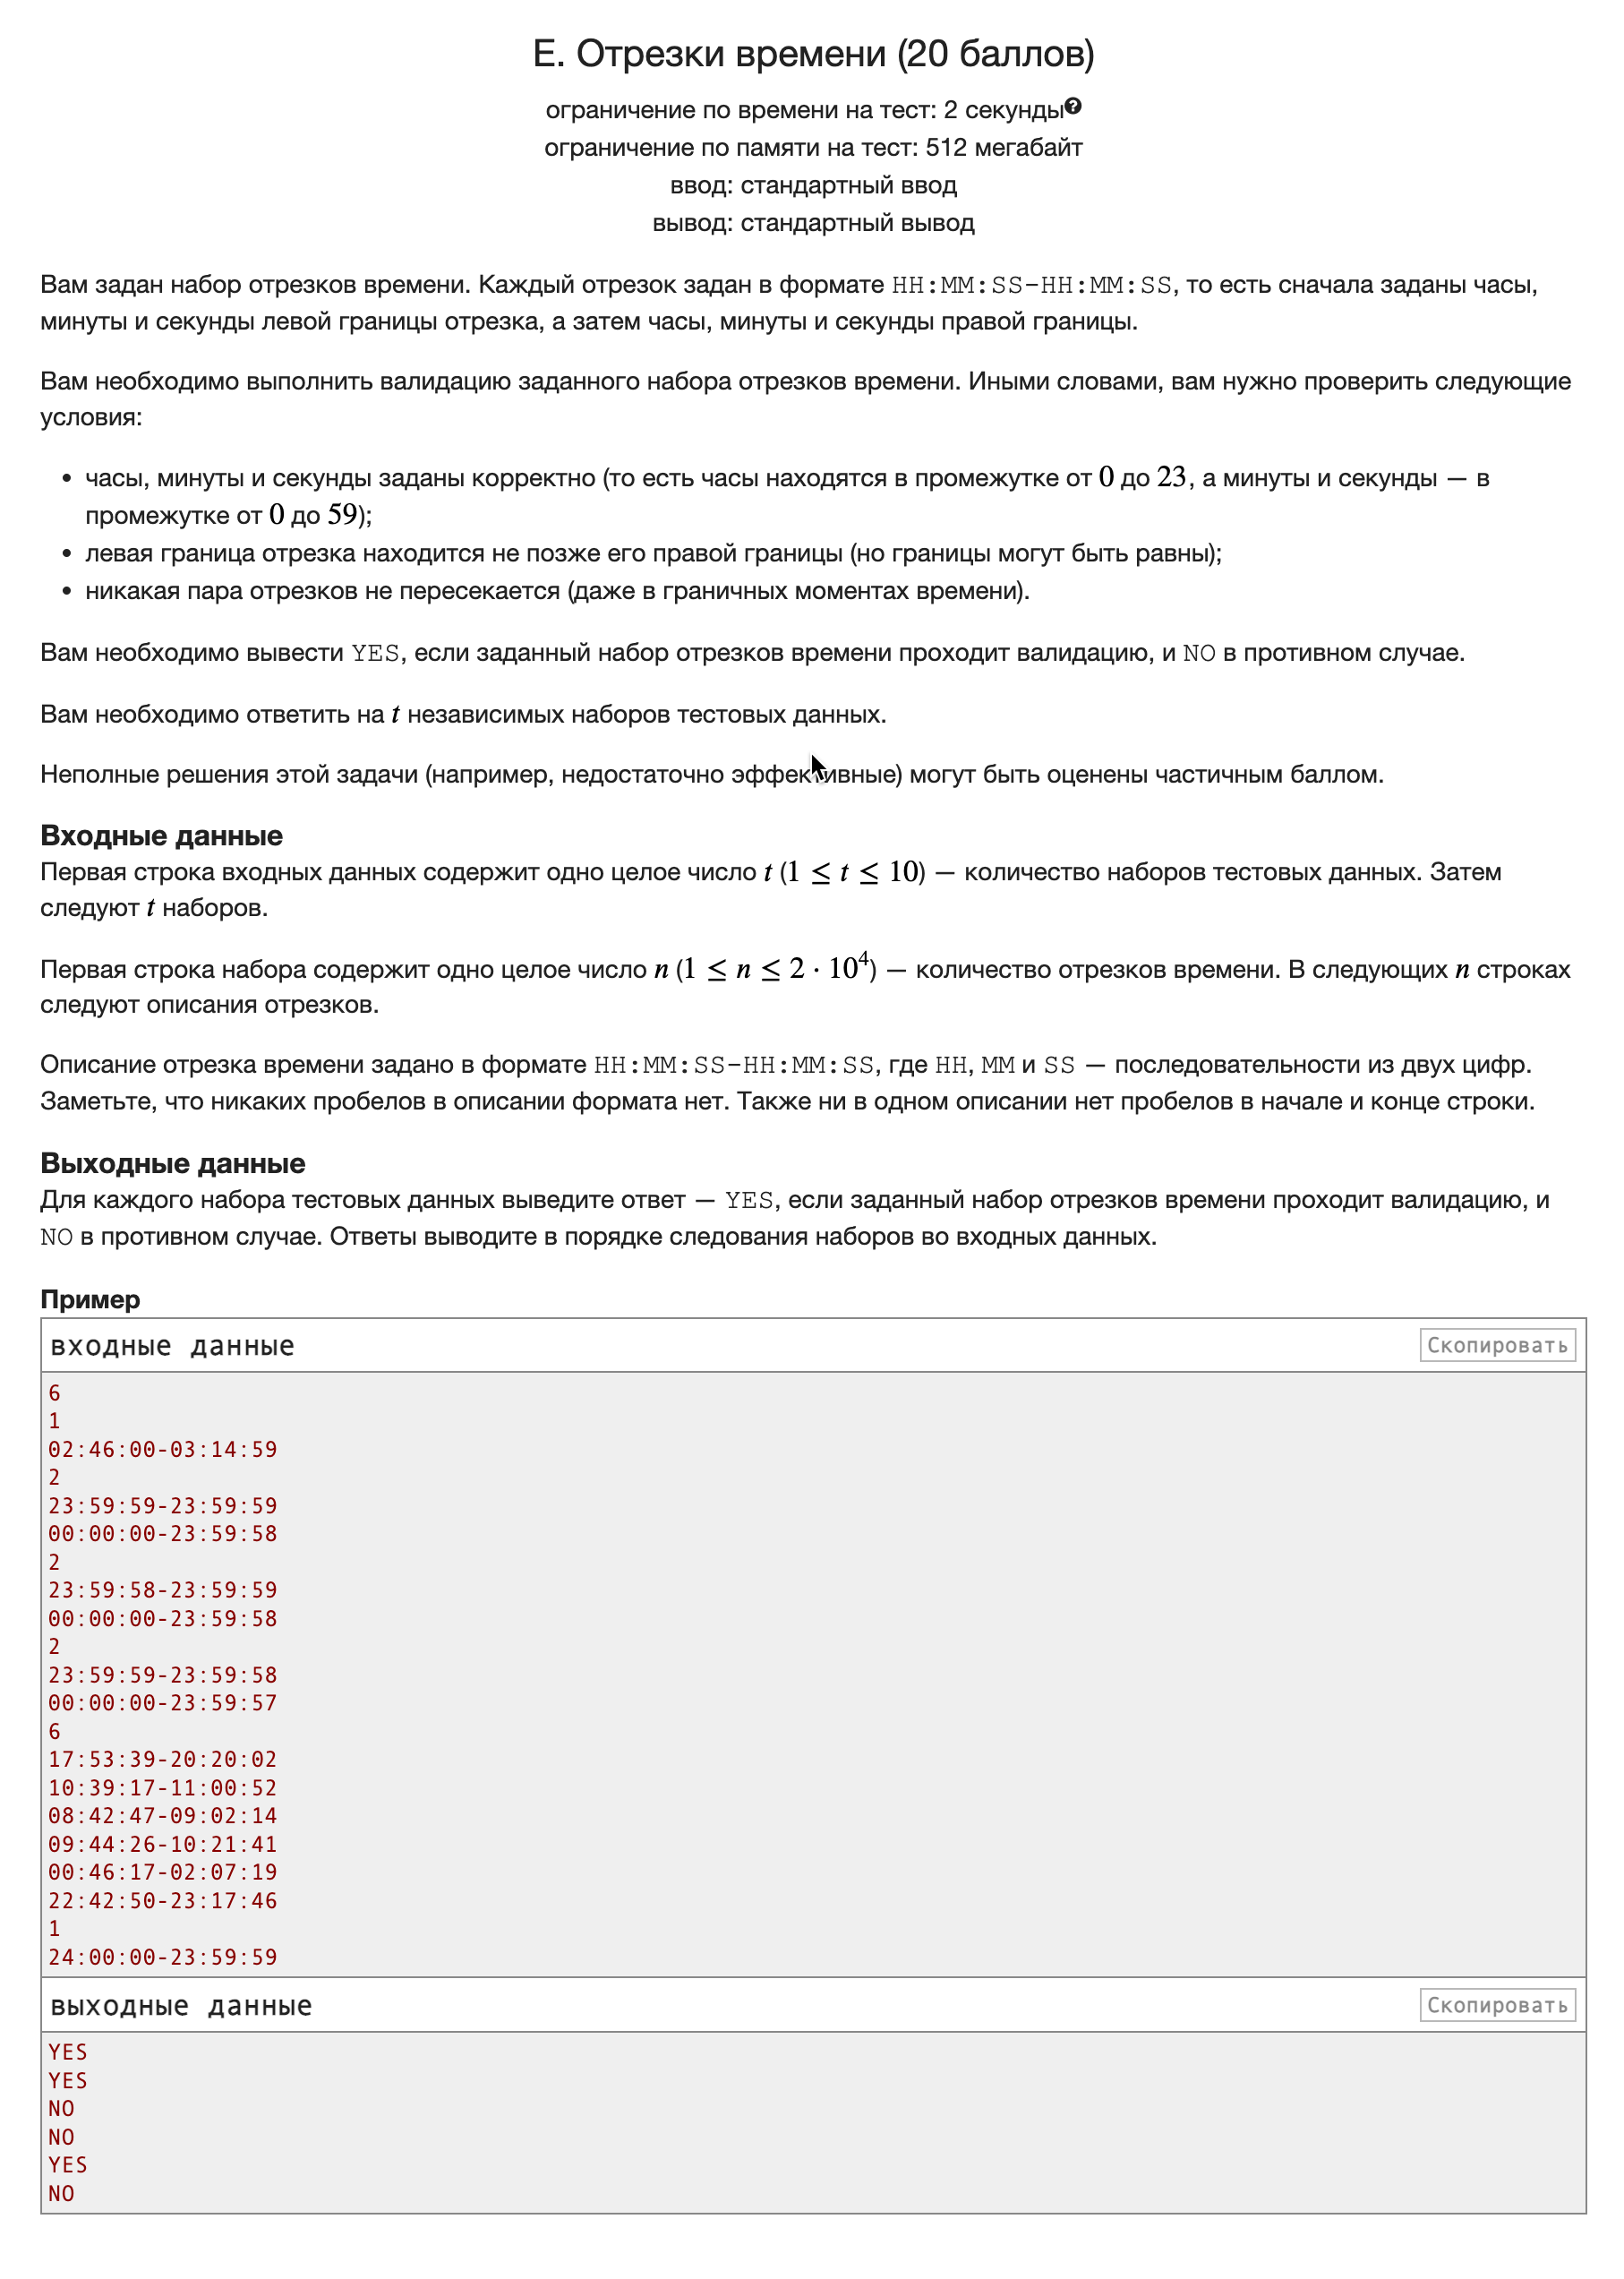 E. Отрезки времени (20 баллов)
ограничение по времени на тест: 2 секунды?
ограничение по памяти на тест: 512 мегабайт
ввод: стандартный ввод
вывод: стандартный вывод
Вам задан набор отрезков времени. Каждый отрезок задан в формате HH:MM:SS-HH:MM:SS, то есть сначала заданы часы,
минуты и секунды левой границы отрезка, а затем часы, минуты и секунды правой границы.
Вам необходимо выполнить валидацию заданного набора отрезков времени. Иными словами, вам нужно проверить следующие
условия:
• часы, минуты и секунды заданы корректно (то есть часы находятся в промежутке от 0 до 23, а минуты и секунды — в
промежутке от 0 до 59);
• левая граница отрезка находится не позже его правой границы (но границы могут быть равны);
• никакая пара отрезков не пересекается (даже в граничных моментах времени).
Вам необходимо вывести YES, если заданный набор отрезков времени проходит валидацию, и NO в противном случае.
Вам необходимо ответить на t независимых наборов тестовых данных.
Неполные решения этой задачи (например, недостаточно эффективные) могут быть оценены частичным баллом.
Входные данные
Первая строка входных данных содержит одно целое число t (1 ≤ t ≤ 10) — количество наборов тестовых данных. Затем
следуют t наборов.
Первая строка набора содержит одно целое число n (1 ≤ n ≤ 2 · 10⁴) — количество отрезков времени. В следующих n строках
следуют описания отрезков.
Описание отрезка времени задано в формате HH:MM:SS-HH:MM:SS, где HH, MM и SS — последовательности из двух цифр.
Заметьте, что никаких пробелов в описании формата нет. Также ни в одном описании нет пробелов в начале и конце строки.
Выходные данные
Для каждого набора тестовых данных выведите ответ — YES, если заданный набор отрезков времени проходит валидацию, и
NO в противном случае. Ответы выводите в порядке следования наборов во входных данных.
Пример
входные данные Скопировать
6
1
02:46:00-03:14:59
2
23:59:59-23:59:59
00:00:00-23:59:58
2
23:59:58-23:59:59
00:00:00-23:59:58
2
23:59:59-23:59:58
00:00:00-23:59:57
6
17:53:39-20:20:02
10:39:17-11:00:52
08:42:47-09:02:14
09:44:26-10:21:41
00:46:17-02:07:19
22:42:50-23:17:46
1
24:00:00-23:59:59
выходные данные Скопировать
YES
YES
NO
NO
YES
NO